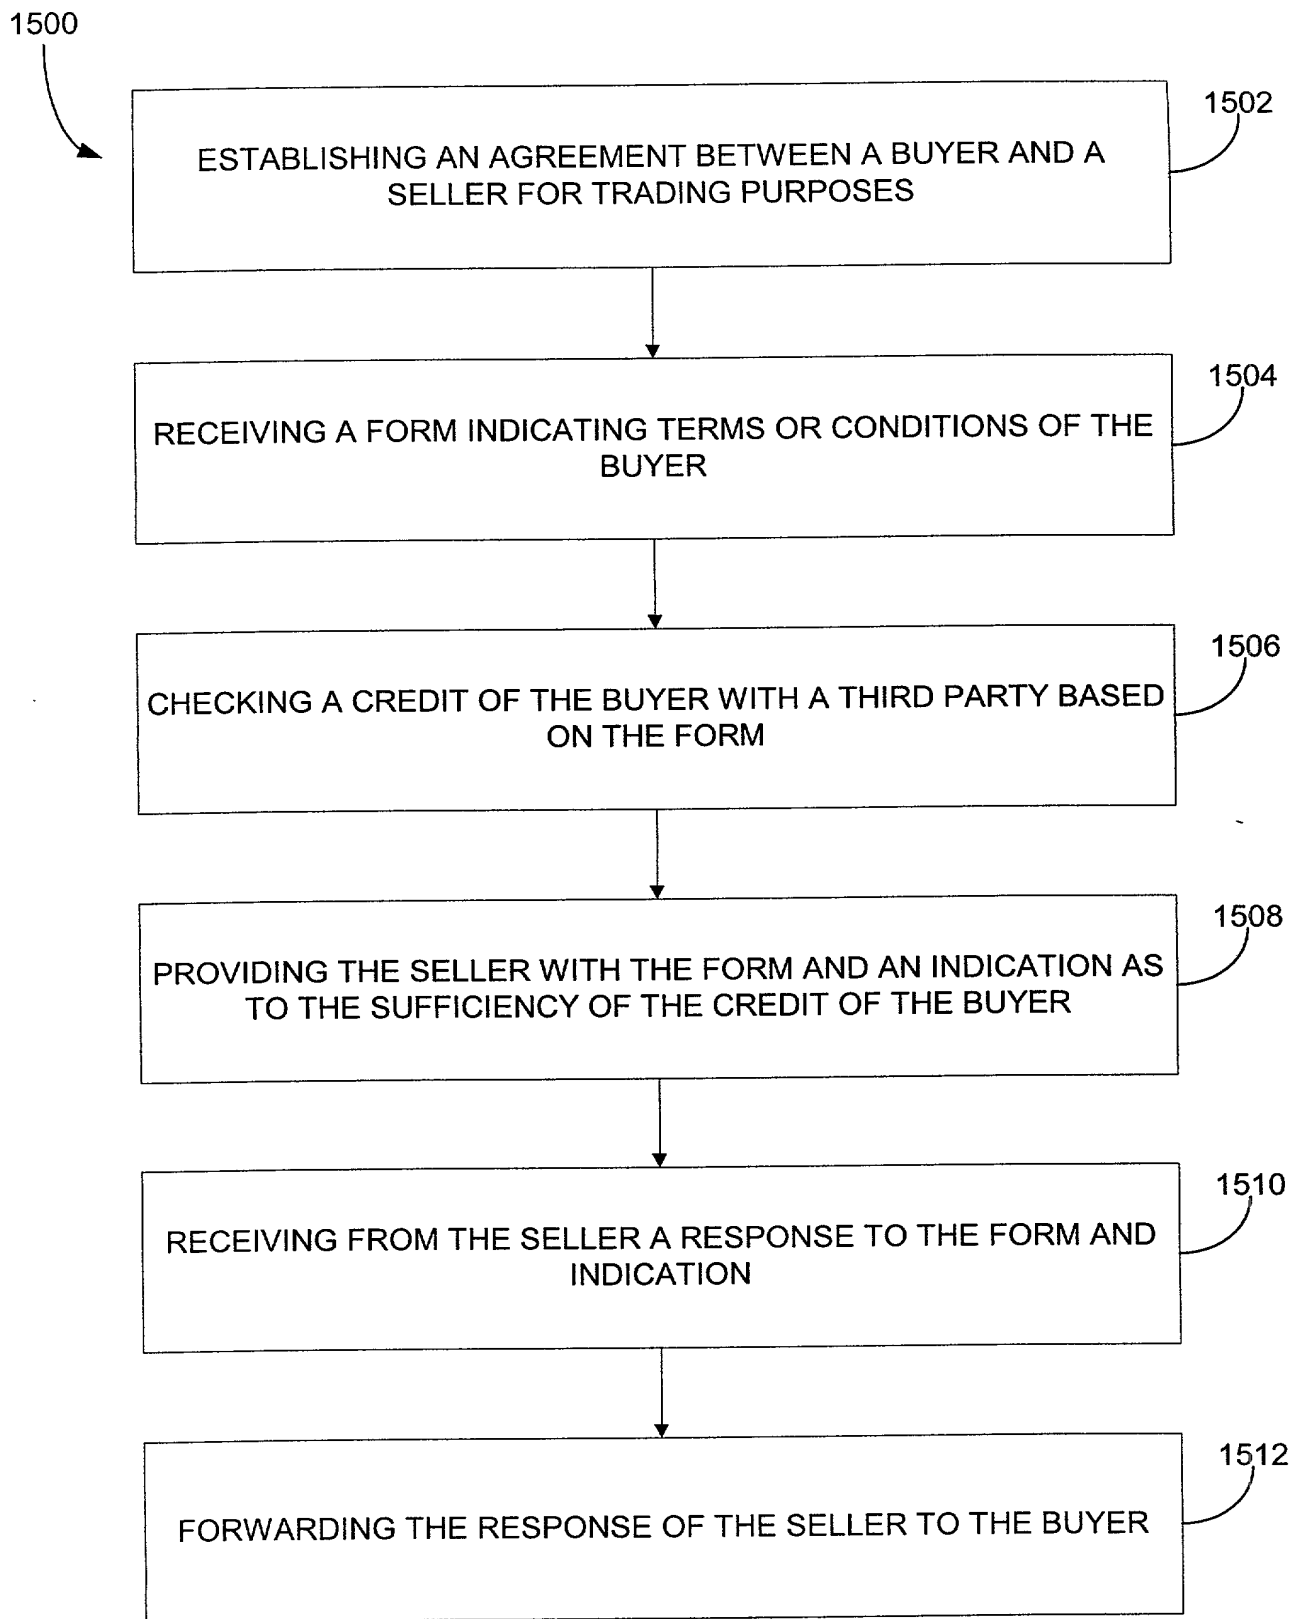 1500
1502
ESTABLISHING AN AGREEMENT BETWEEN A BUYER AND A
SELLER FOR TRADING PURPOSES
1504
RECEIVING A FORM INDICATING TERMS OR CONDITIONS OF THE
BUYER
1506
CHECKING A CREDIT OF THE BUYER WITH A THIRD PARTY BASED
ON THE FORM
1508
PROVIDING THE SELLER WITH THE FORM AND AN INDICATION AS
TO THE SUFFICIENCY OF THE CREDIT OF THE BUYER
1510
RECEIVING FROM THE SELLER A RESPONSE TO THE FORM AND
INDICATION
1512
FORWARDING THE RESPONSE OF THE SELLER TO THE BUYER